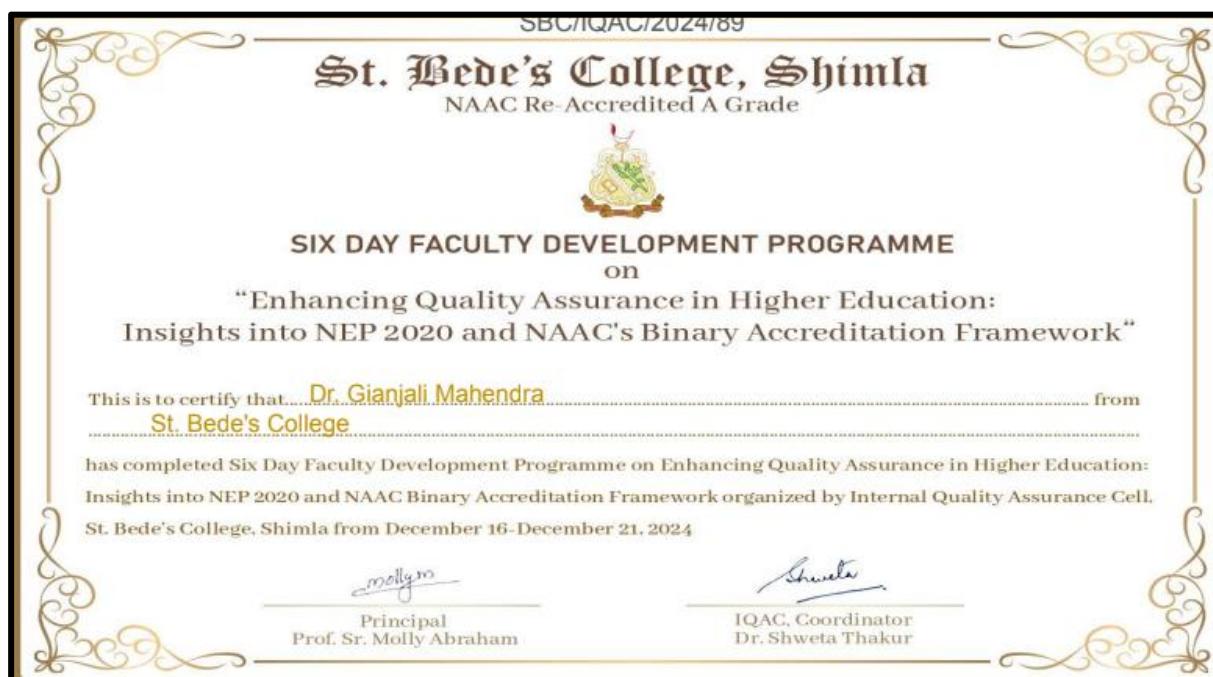 SBC/IQAC/2024/89
St. Bede's College, Shimla
NAAC Re-Accredited A Grade
SIX DAY FACULTY DEVELOPMENT PROGRAMME
on
“Enhancing Quality Assurance in Higher Education:
Insights into NEP 2020 and NAAC's Binary Accreditation Framework“
This is to certify that Dr. Gianjali Mahendra from
St. Bede's College
has completed Six Day Faculty Development Programme on Enhancing Quality Assurance in Higher Education:
Insights into NEP 2020 and NAAC Binary Accreditation Framework organized by Internal Quality Assurance Cell,
St. Bede's College, Shimla from December 16-December 21, 2024
mollym Shweta
Principal IQAC, Coordinator
Prof. Sr. Molly Abraham Dr. Shweta Thakur